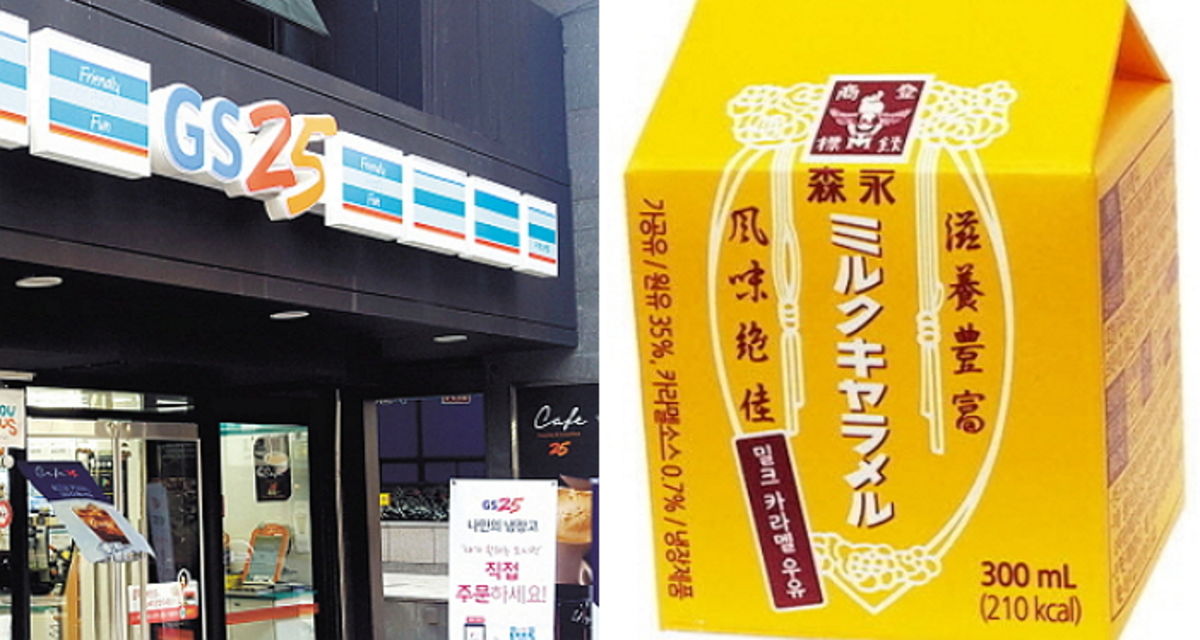 Friendly
Fun
GS25
Friendly
Fun
Cafe
25
GS25
나만의 냉장고
직접
주문하세요!
商 登
標 錄
森永
ミルクキャラメル
滋養豊富
風味絶佳
밀크 카라멜 우유
가공유 / 원유 35%, 카라멜소스 0.7% / 냉장제품
300 mL
(210 kcal)